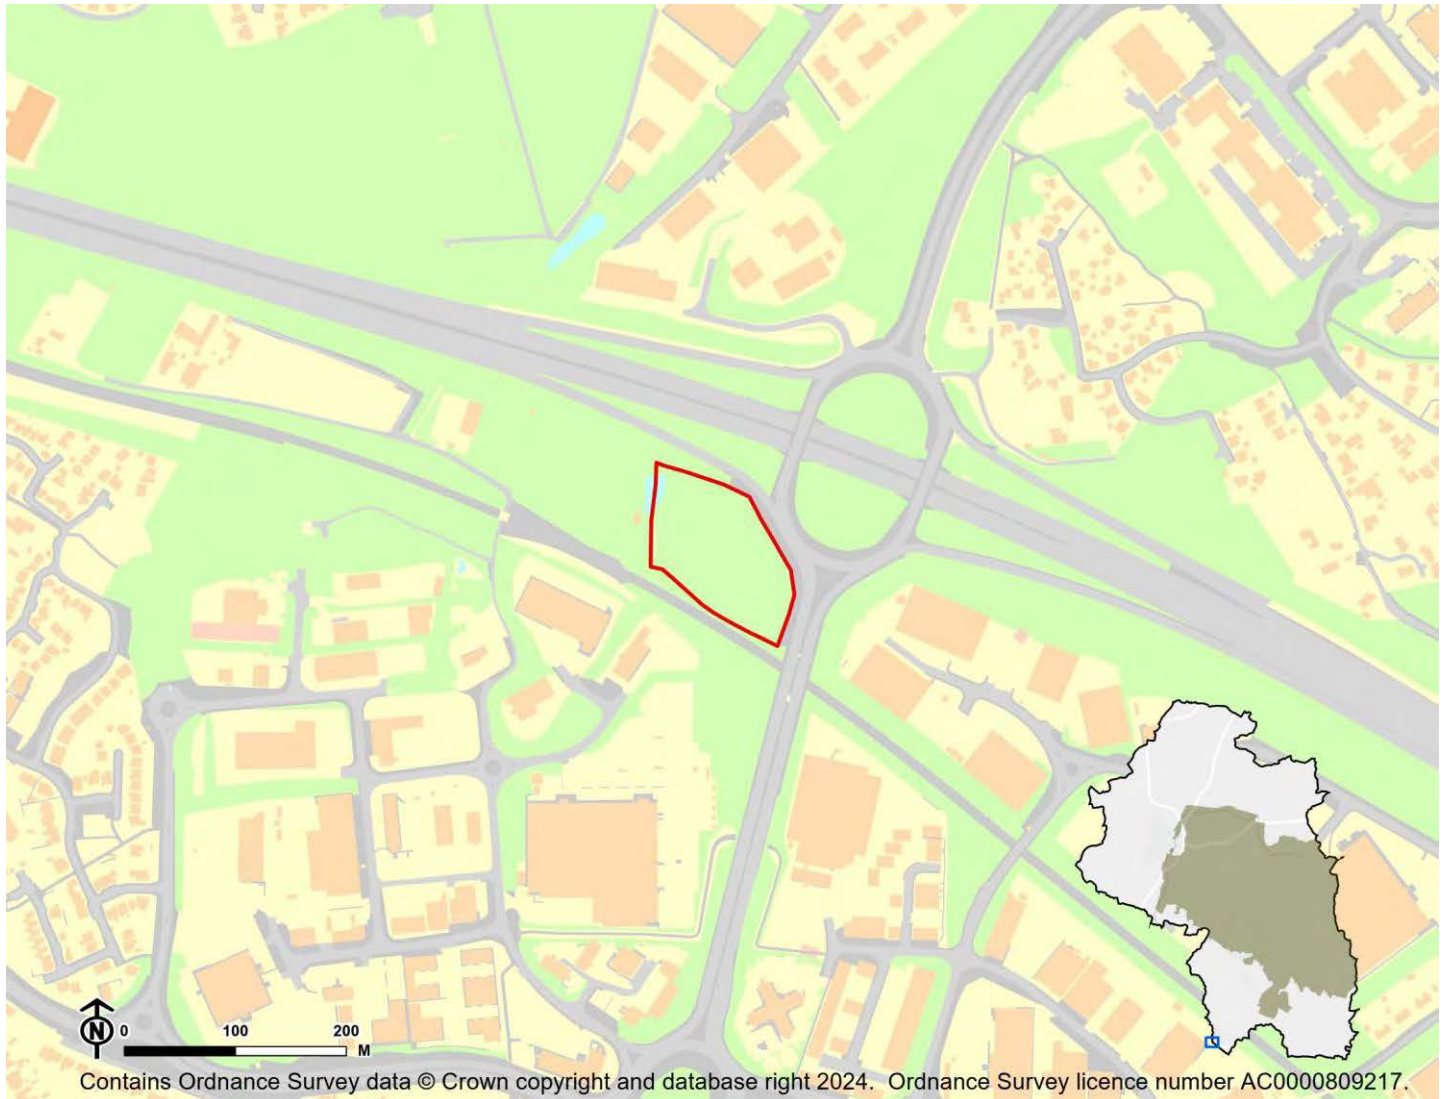 N
0 100 200
M
Contains Ordnance Survey data © Crown copyright and database right 2024. Ordnance Survey licence number AC0000809217.